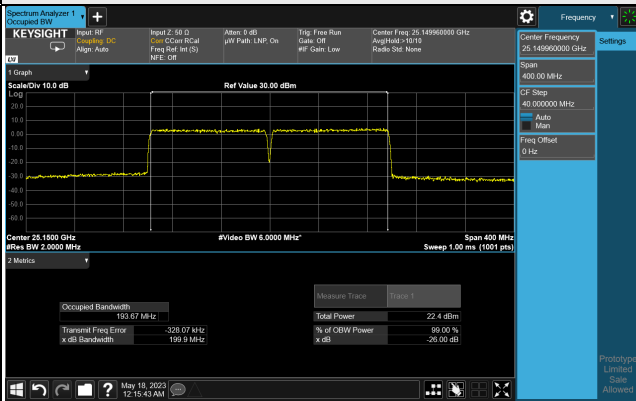 Spectrum Analyzer 1
Occupied BW
+
Frequency
KEYSIGHT
Input: RF
Coupling: DC
Align: Auto
Input Z: 50 Ω
Corr CCorr RCal
Freq Ref: Int (S)
NFE: Off
Atten: 0 dB
µW Path: LNP, On
Trig: Free Run
Gate: Off
#IF Gain: Low
Center Freq: 25.149960000 GHz
Avg|Hold:>10/10
Radio Std: None
LXI
Center Frequency
25.149960000 GHz
Settings
Span
400.00 MHz
CF Step
40.000000 MHz
Auto
Man
Freq Offset
0 Hz
1 Graph
Scale/Div 10.0 dB
Ref Value 30.00 dBm
Log
20.0
10.0
0.00
-10.0
-20.0
-30.0
-40.0
-50.0
-60.0
Center 25.1500 GHz
#Video BW 6.0000 MHz*
Span 400 MHz
#Res BW 2.0000 MHz
Sweep 1.00 ms (1001 pts)
2 Metrics
Measure Trace
Trace 1
Occupied Bandwidth
193.67 MHz
Total Power
22.4 dBm
Transmit Freq Error
-328.07 kHz
% of OBW Power
99.00 %
x dB Bandwidth
199.9 MHz
x dB
-26.00 dB
Prototype
Limited
Sale
Allowed
?
May 18, 2023
12:15:43 AM